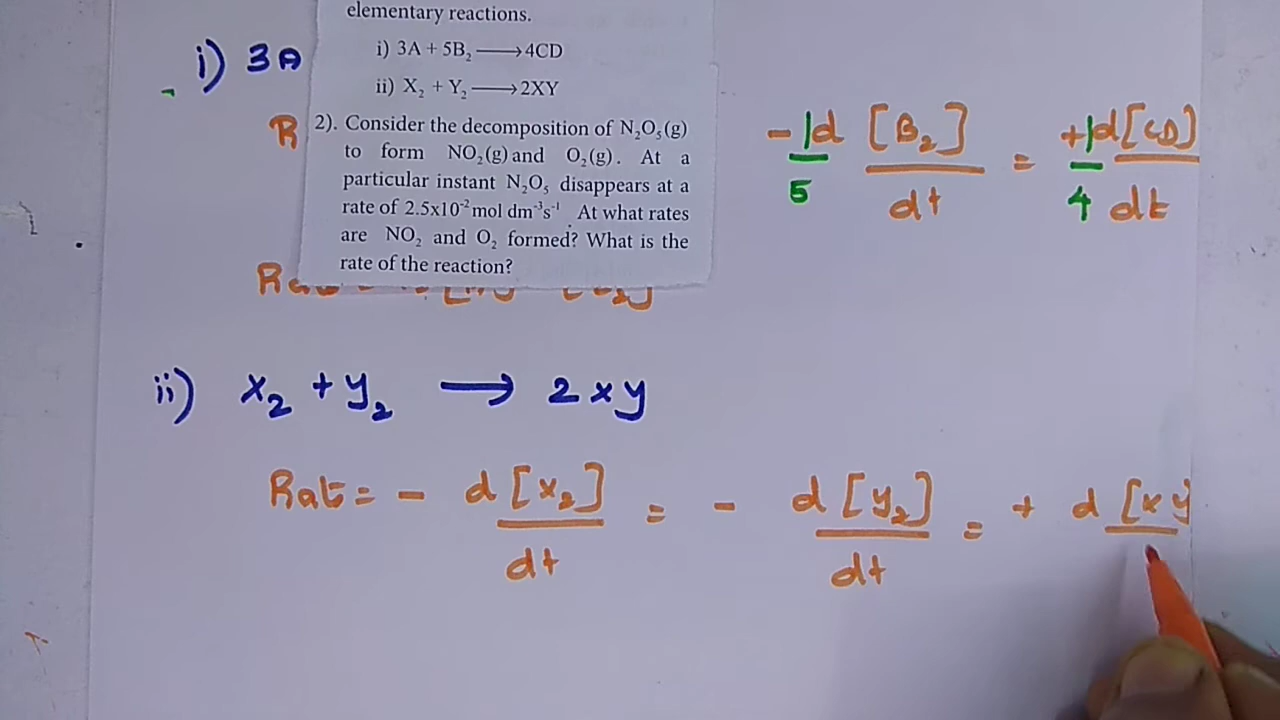 elementary reactions.
i) 3A + 5B₂ ⟶ 4CD
ii) X₂ + Y₂ ⟶ 2XY
2). Consider the decomposition of N₂O₅(g)
to form NO₂(g) and O₂(g). At a
particular instant N₂O₅ disappears at a
rate of 2.5x10⁻² mol dm⁻³s⁻¹. At what rates
are NO₂ and O₂ formed? What is the
rate of the reaction?
i) 3A
R
- 1/5 d[B₂]/dt = + 1/4 d[CD]/dt
ii) X₂ + Y₂ ⟶ 2XY
Rate = - d[X₂]/dt = - d[Y₂]/dt = + d[XY